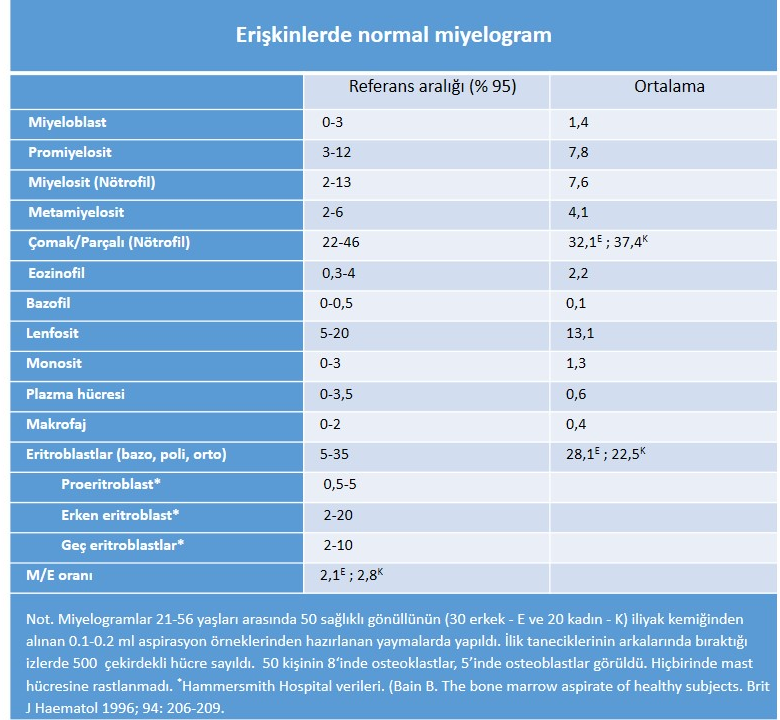 Erişkinlerde normal miyelogram
Referans aralığı (% 95) Ortalama
Miyeloblast 0-3 1,4
Promiyelosit 3-12 7,8
Miyelosit (Nötrofil) 2-13 7,6
Metamiyelosit 2-6 4,1
Çomak/Parçalı (Nötrofil) 22-46 32,1ᴱ ; 37,4ᴷ
Eozinofil 0,3-4 2,2
Bazofil 0-0,5 0,1
Lenfosit 5-20 13,1
Monosit 0-3 1,3
Plazma hücresi 0-3,5 0,6
Makrofaj 0-2 0,4
Eritroblastlar (bazo, poli, orto) 5-35 28,1ᴱ ; 22,5ᴷ
Proeritroblast* 0,5-5
Erken eritroblast* 2-20
Geç eritroblastlar* 2-10
M/E oranı 2,1ᴱ ; 2,8ᴷ
Not. Miyelogramlar 21-56 yaşları arasında 50 sağlıklı gönüllünün (30 erkek - E ve 20 kadın - K) iliyak kemiğinden
alınan 0.1-0.2 ml aspirasyon örneklerinden hazırlanan yaymalarda yapıldı. İlik taneciklerinin arkalarında bıraktığı
izlerde 500 çekirdekli hücre sayıldı. 50 kişinin 8‘inde osteoklastlar, 5’inde osteoblastlar görüldü. Hiçbirinde mast
hücresine rastlanmadı. *Hammersmith Hospital verileri. (Bain B. The bone marrow aspirate of healthy subjects. Brit
J Haematol 1996; 94: 206-209.